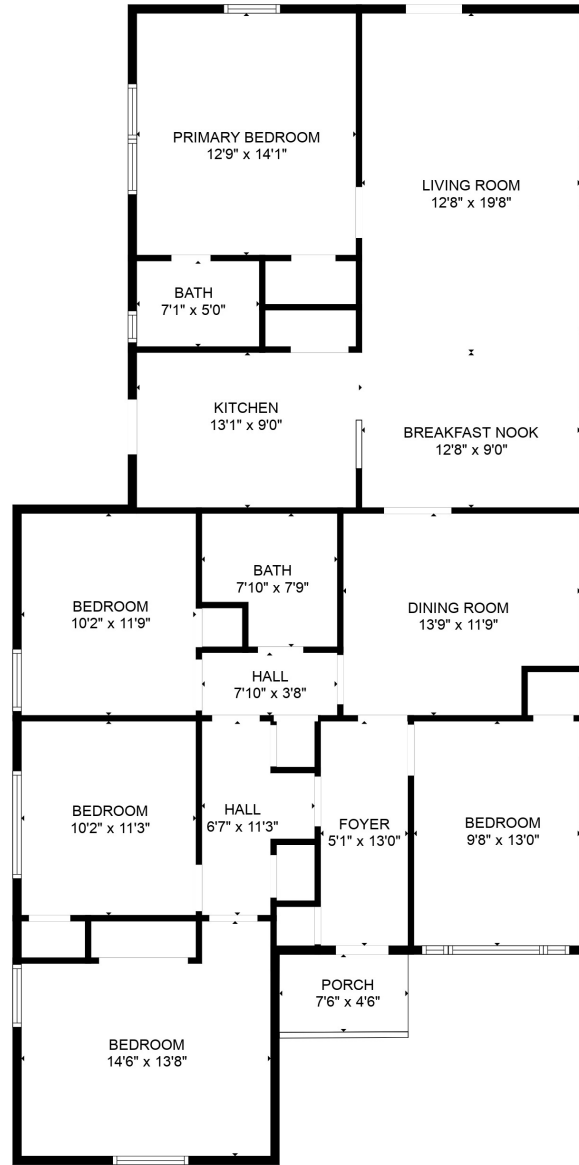 PRIMARY BEDROOM
12'9" x 14'1"
LIVING ROOM
12'8" x 19'8"
BATH
7'1" x 5'0"
KITCHEN
13'1" x 9'0"
BREAKFAST NOOK
12'8" x 9'0"
BATH
7'10" x 7'9"
BEDROOM
10'2" x 11'9"
DINING ROOM
13'9" x 11'9"
HALL
7'10" x 3'8"
BEDROOM
10'2" x 11'3"
HALL
6'7" x 11'3"
FOYER
5'1" x 13'0"
BEDROOM
9'8" x 13'0"
PORCH
7'6" x 4'6"
BEDROOM
14'6" x 13'8"